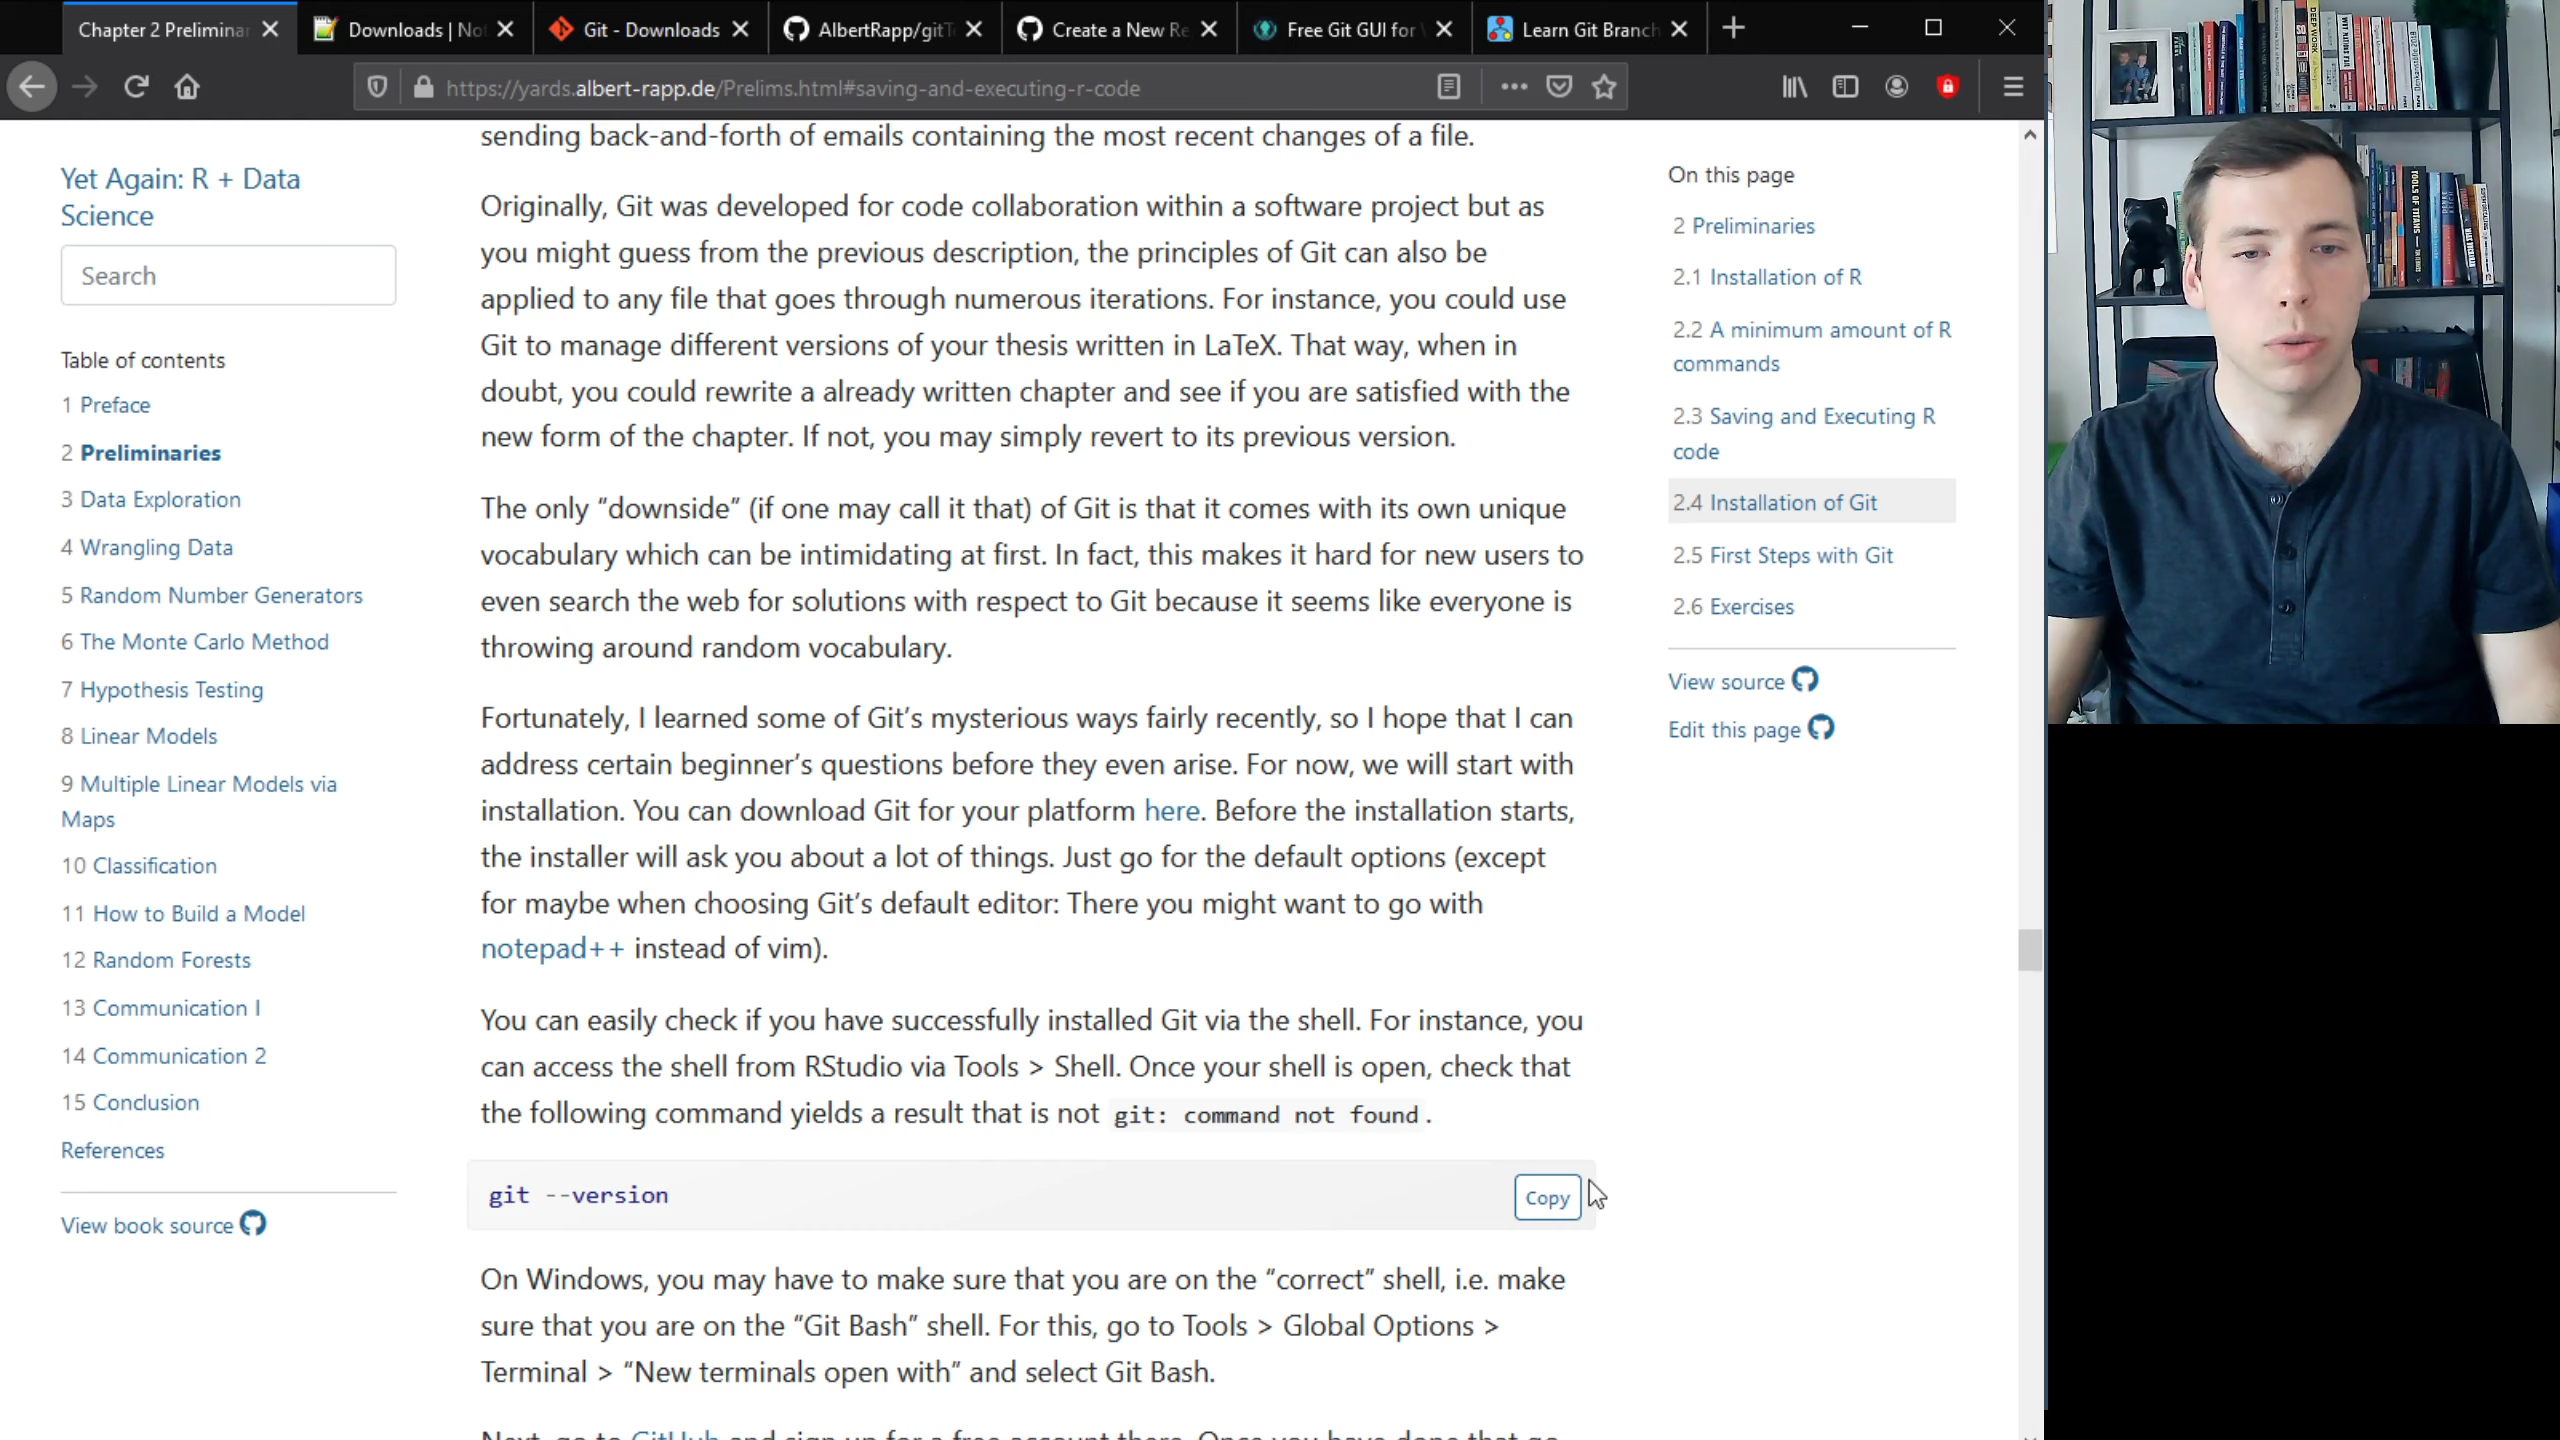 Chapter 2 Prelimina
Downloads | No
Git - Downloads
AlbertRapp/gitT
Create a New Re
Free Git GUI for
Learn Git Branch
https://yards.albert-rapp.de/Prelims.html#saving-and-executing-r-code
Yet Again: R + Data
Science
Search
Table of contents
1 Preface
2 Preliminaries
3 Data Exploration
4 Wrangling Data
5 Random Number Generators
6 The Monte Carlo Method
7 Hypothesis Testing
8 Linear Models
9 Multiple Linear Models via
Maps
10 Classification
11 How to Build a Model
12 Random Forests
13 Communication I
14 Communication 2
15 Conclusion
References
View book source
sending back-and-forth of emails containing the most recent changes of a file.
Originally, Git was developed for code collaboration within a software project but as
you might guess from the previous description, the principles of Git can also be
applied to any file that goes through numerous iterations. For instance, you could use
Git to manage different versions of your thesis written in LaTeX. That way, when in
doubt, you could rewrite a already written chapter and see if you are satisfied with the
new form of the chapter. If not, you may simply revert to its previous version.
The only “downside” (if one may call it that) of Git is that it comes with its own unique
vocabulary which can be intimidating at first. In fact, this makes it hard for new users to
even search the web for solutions with respect to Git because it seems like everyone is
throwing around random vocabulary.
Fortunately, I learned some of Git’s mysterious ways fairly recently, so I hope that I can
address certain beginner’s questions before they even arise. For now, we will start with
installation. You can download Git for your platform here. Before the installation starts,
the installer will ask you about a lot of things. Just go for the default options (except
for maybe when choosing Git’s default editor: There you might want to go with
notepad++ instead of vim).
You can easily check if you have successfully installed Git via the shell. For instance, you
can access the shell from RStudio via Tools > Shell. Once your shell is open, check that
the following command yields a result that is not git: command not found.
git --version
Copy
On Windows, you may have to make sure that you are on the “correct” shell, i.e. make
sure that you are on the “Git Bash” shell. For this, go to Tools > Global Options >
Terminal > “New terminals open with” and select Git Bash.
Next, go to GitHub and sign up for a free account there. Once you have done that go
On this page
2 Preliminaries
2.1 Installation of R
2.2 A minimum amount of R
commands
2.3 Saving and Executing R
code
2.4 Installation of Git
2.5 First Steps with Git
2.6 Exercises
View source
Edit this page
DEEP WORK
TOOLS OF TITANS